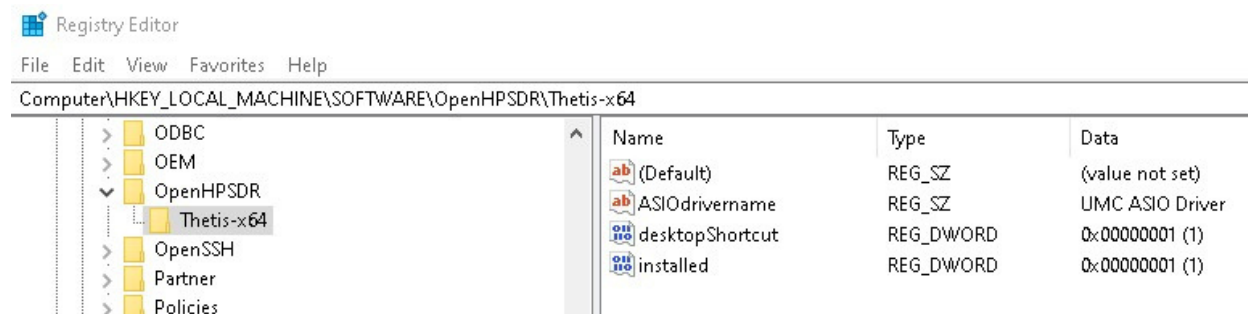 Registry Editor
File Edit View Favorites Help
Computer\HKEY_LOCAL_MACHINE\SOFTWARE\OpenHPSDR\Thetis-x64
ODBC
OEM
OpenHPSDR
Thetis-x64
OpenSSH
Partner
Policies
Name Type Data
(Default) REG_SZ (value not set)
ASIOdrivername REG_SZ UMC ASIO Driver
desktopShortcut REG_DWORD 0x00000001 (1)
installed REG_DWORD 0x00000001 (1)